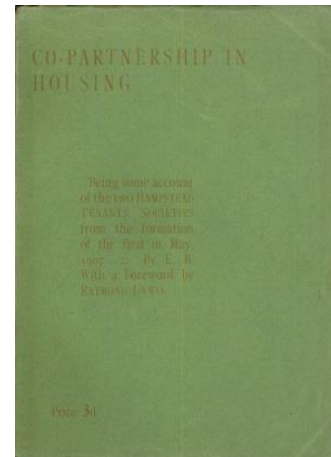 CO-PARTNERSHIP IN
HOUSING
Being some account
of the two HAMPSTEAD
TENANTS SOCIETIES
from the formation
of the first in May,
1907 :: By E. B.
With a Foreword by
RAYMOND UNWIN
Price 3d